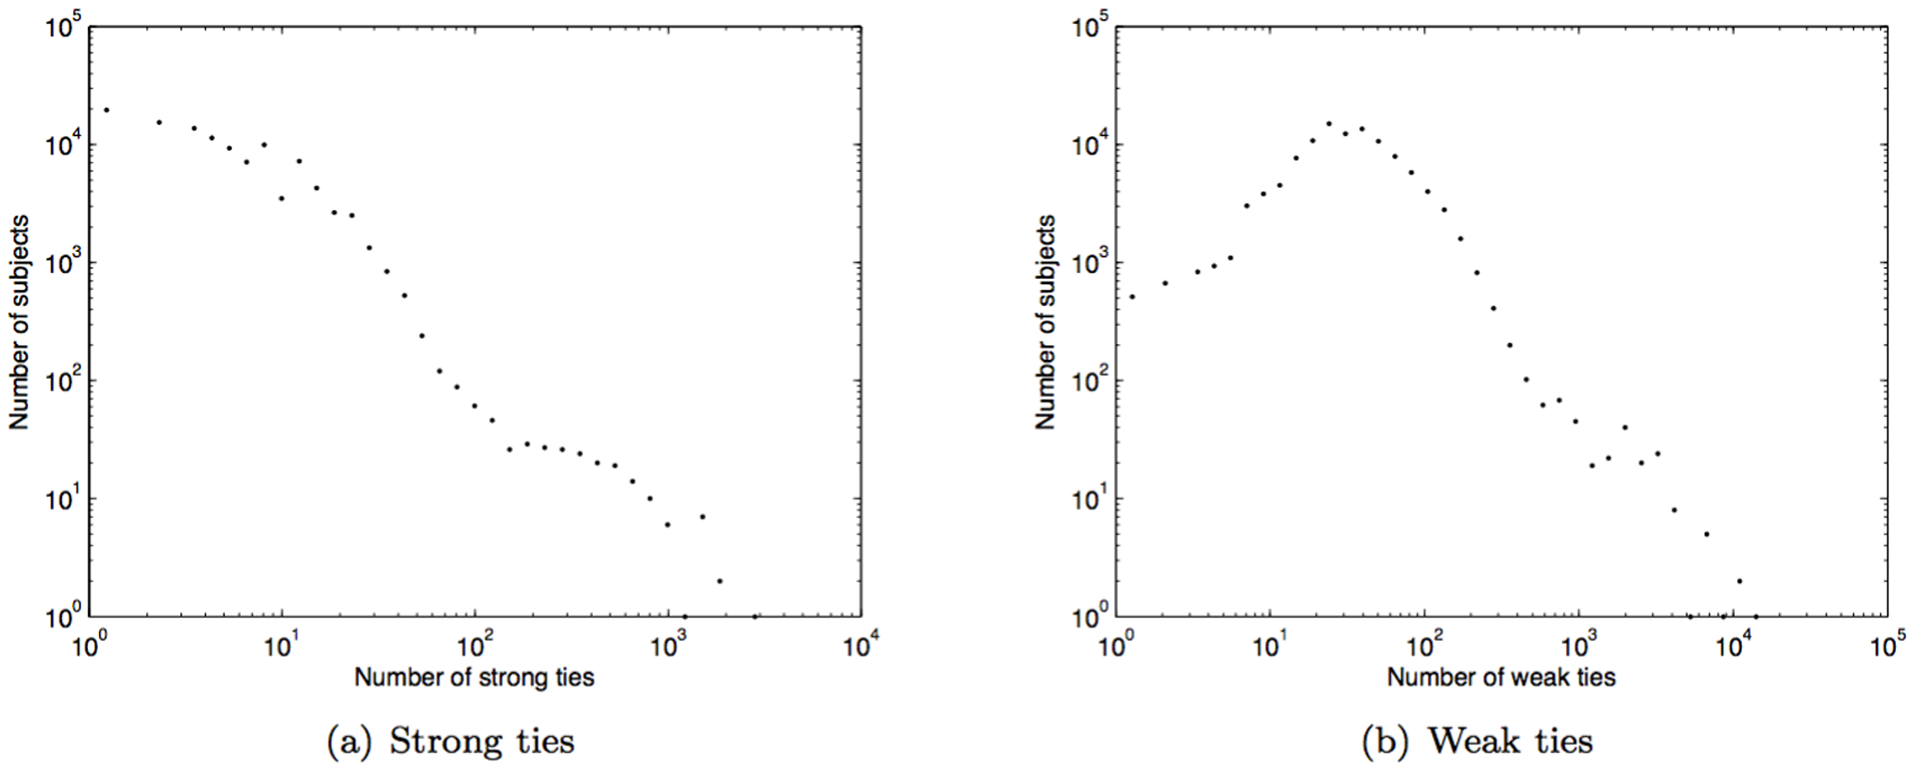 10^5
10^4
10^3
10^2
10^1
10^0
Number of subjects
10^0 10^1 10^2 10^3 10^4
Number of strong ties
(a) Strong ties
10^5
10^4
10^3
10^2
10^1
10^0
Number of subjects
10^0 10^1 10^2 10^3 10^4 10^5
Number of weak ties
(b) Weak ties